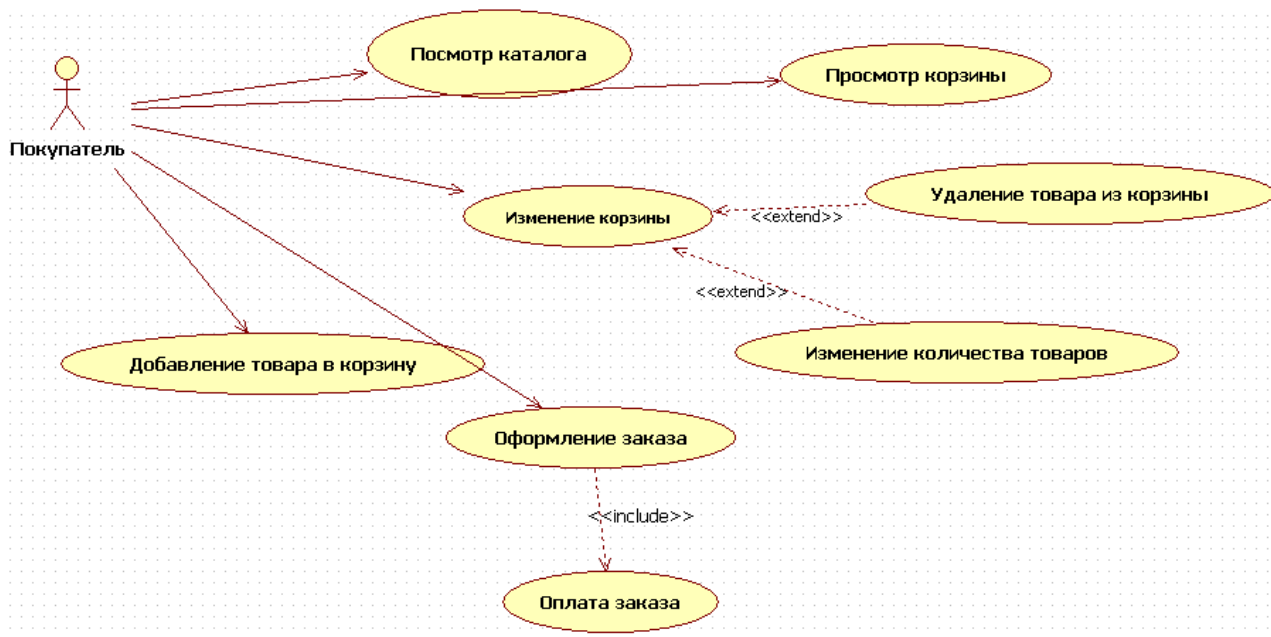 Посмотр каталога
Просмотр корзины
Покупатель
Удаление товара из корзины
Изменение корзины
<<extend>>
<<extend>>
Изменение количества товаров
Добавление товара в корзину
Оформление заказа
<<include>>
Оплата заказа